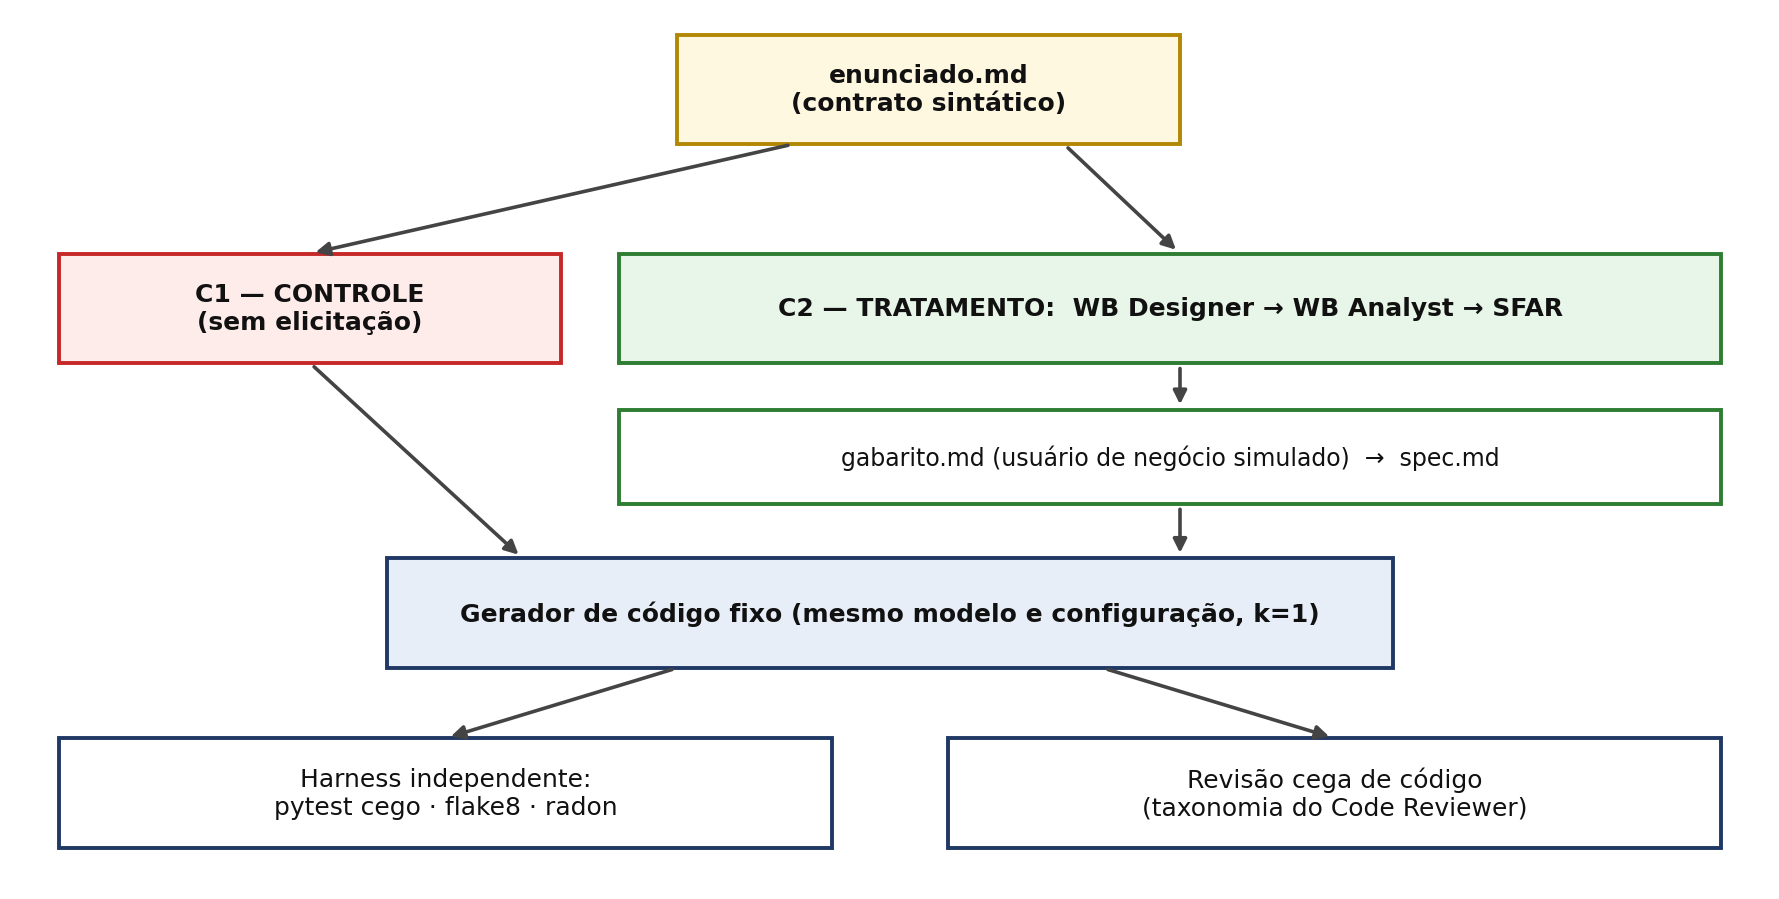 enunciado.md
(contrato sintático)
C1 — CONTROLE
(sem elicitação)
C2 — TRATAMENTO:  WB Designer → WB Analyst → SFAR
gabarito.md (usuário de negócio simulado)  →  spec.md
Gerador de código fixo (mesmo modelo e configuração, k=1)
Harness independente:
pytest cego · flake8 · radon
Revisão cega de código
(taxonomia do Code Reviewer)